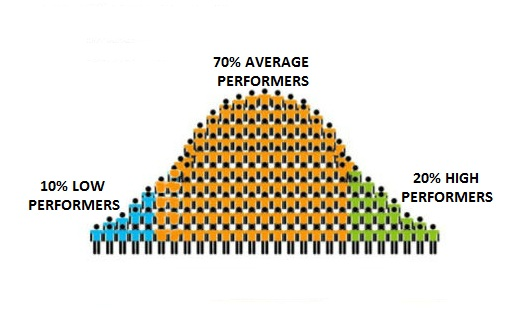 70% AVERAGE
PERFORMERS
10% LOW
PERFORMERS
20% HIGH
PERFORMERS